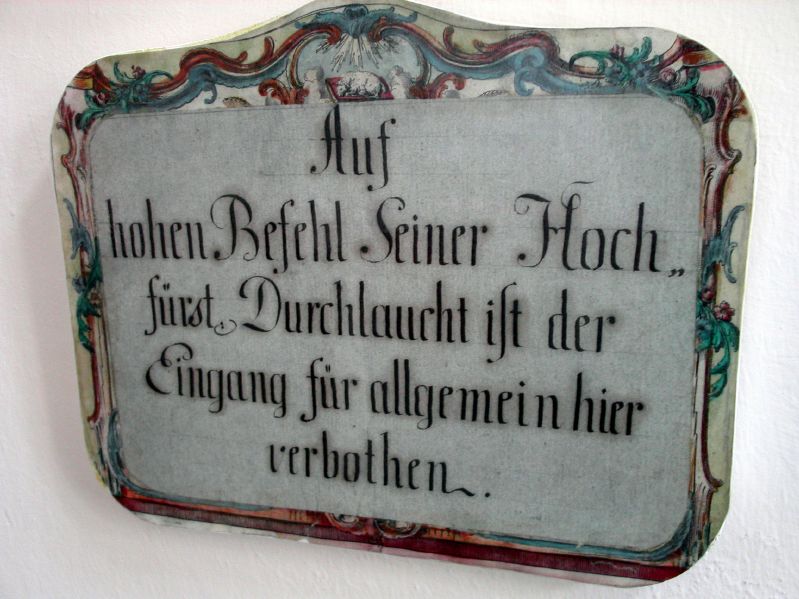 Auf
hohen Befehl Seiner Hoch„
fürst. Durchlaucht ist der
Eingang für allgemein hier
verbothen.